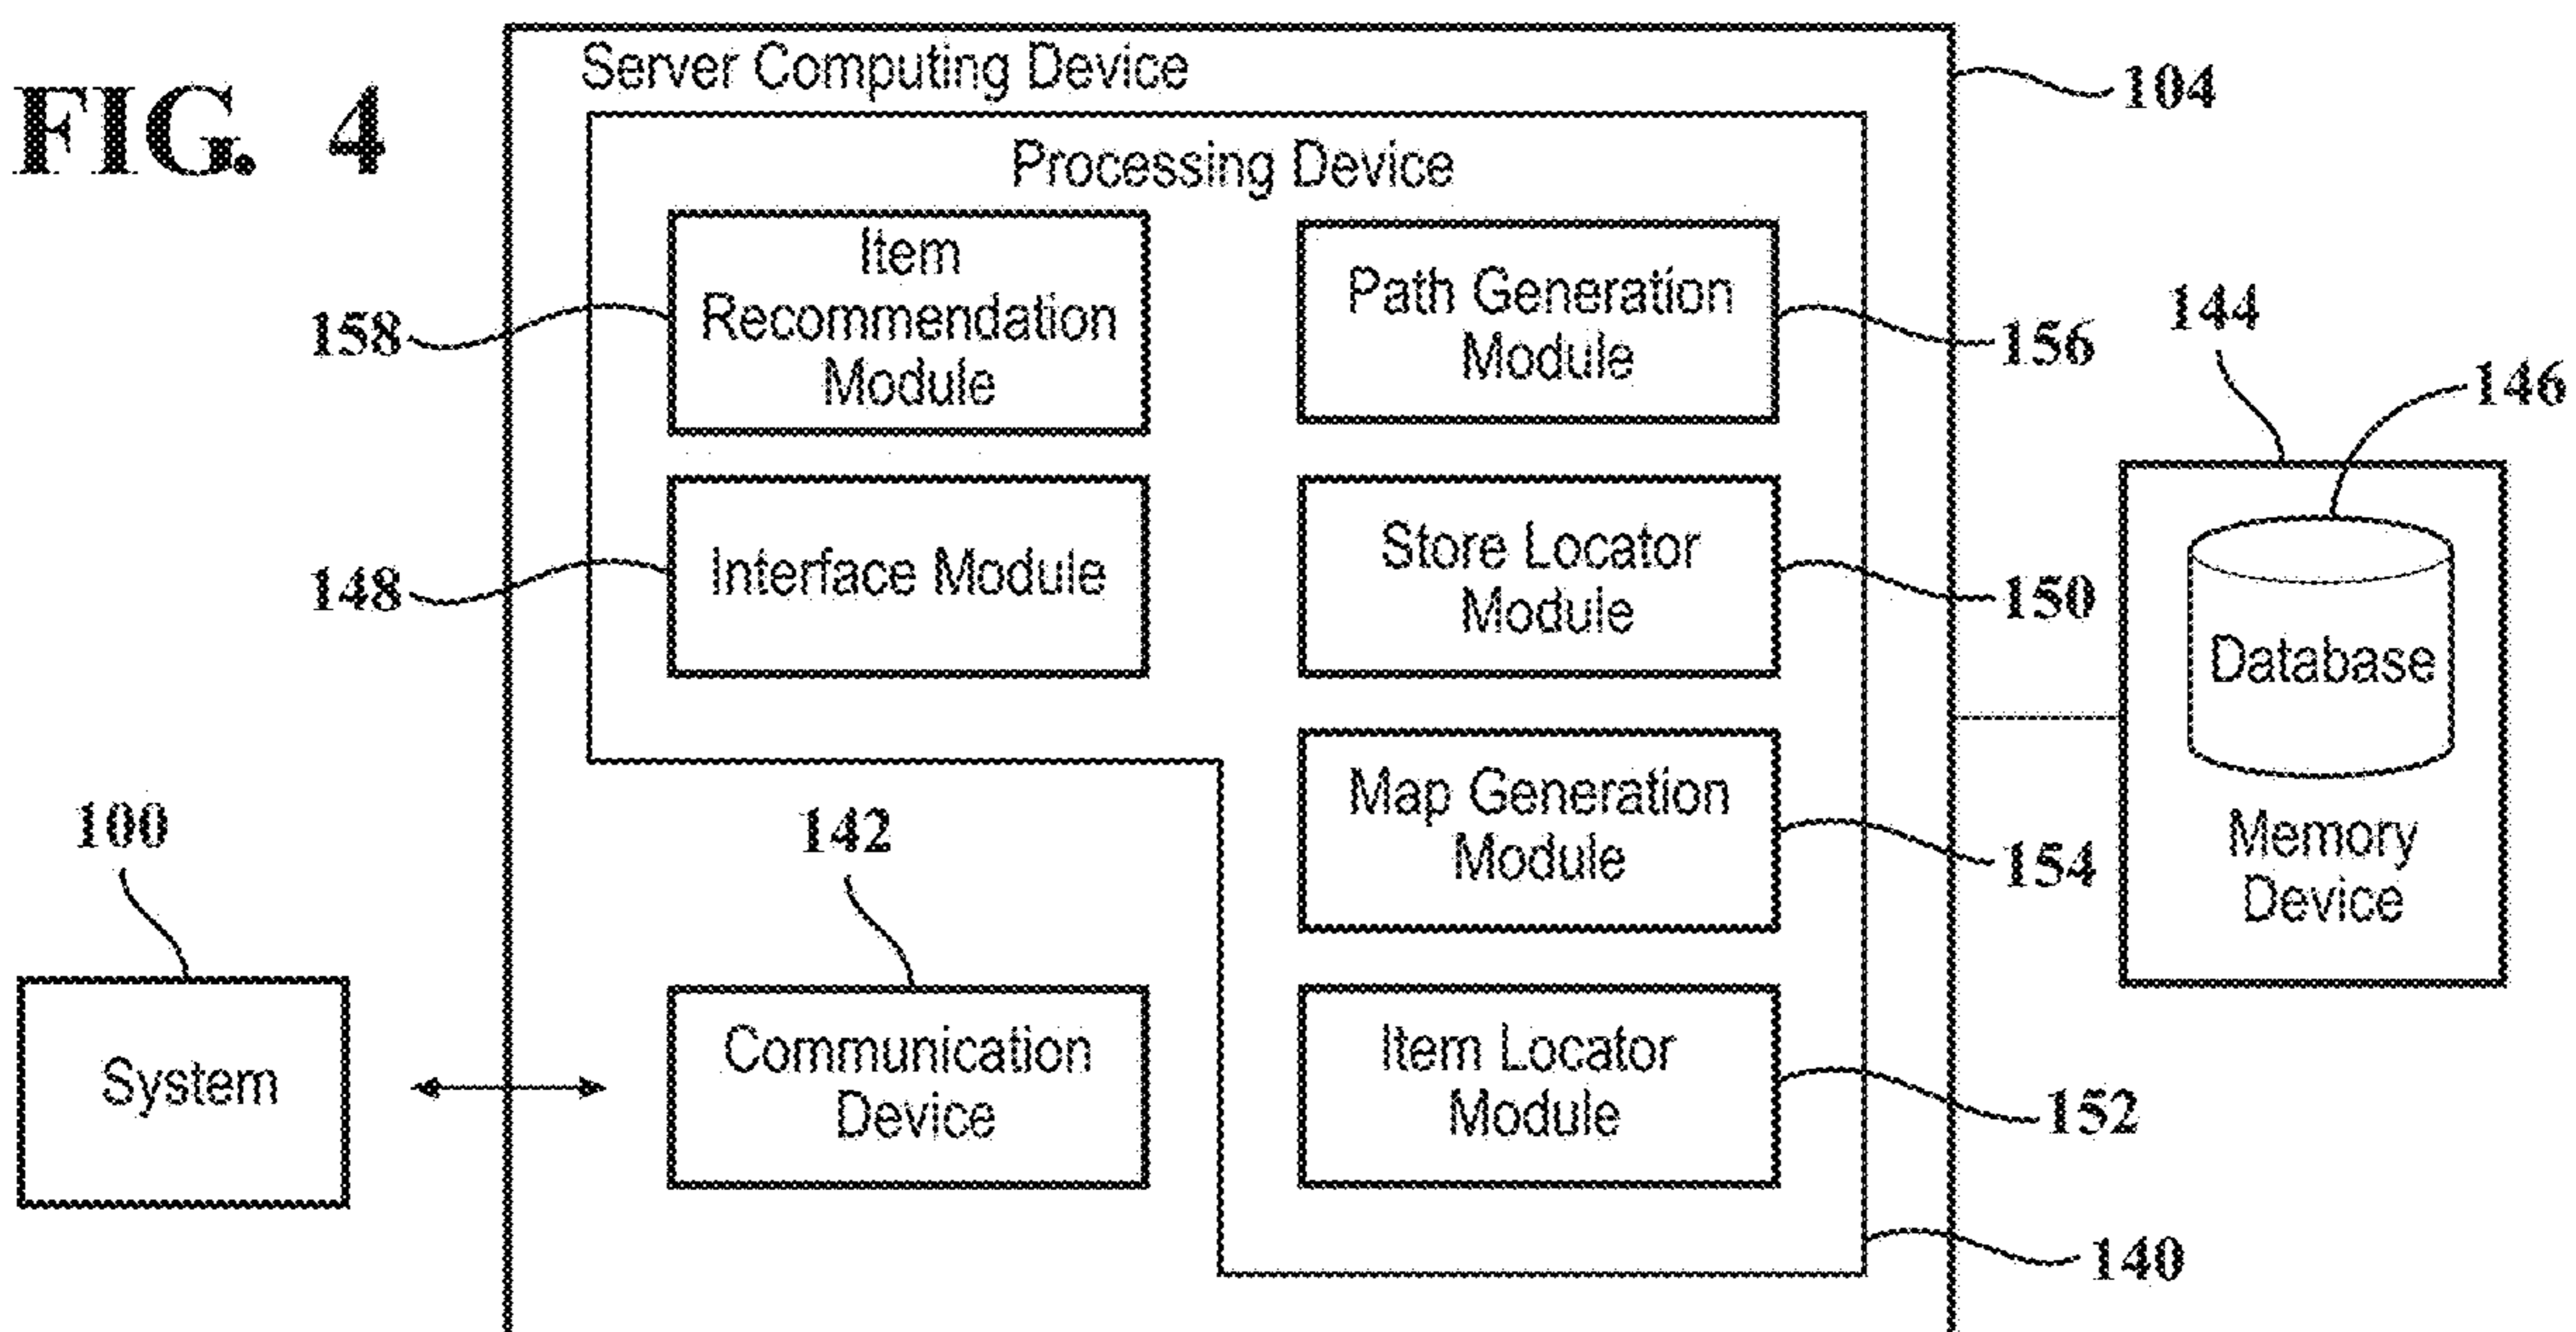 FIG. 4
Server Computing Device
104
Processing Device
Item
Recommendation
Module
158
Path Generation
Module
156
144
146
Interface Module
148
Store Locator
Module
150
Database
Memory
Device
Map Generation
Module
154
100
System
142
Communication
Device
Item Locator
Module
152
140